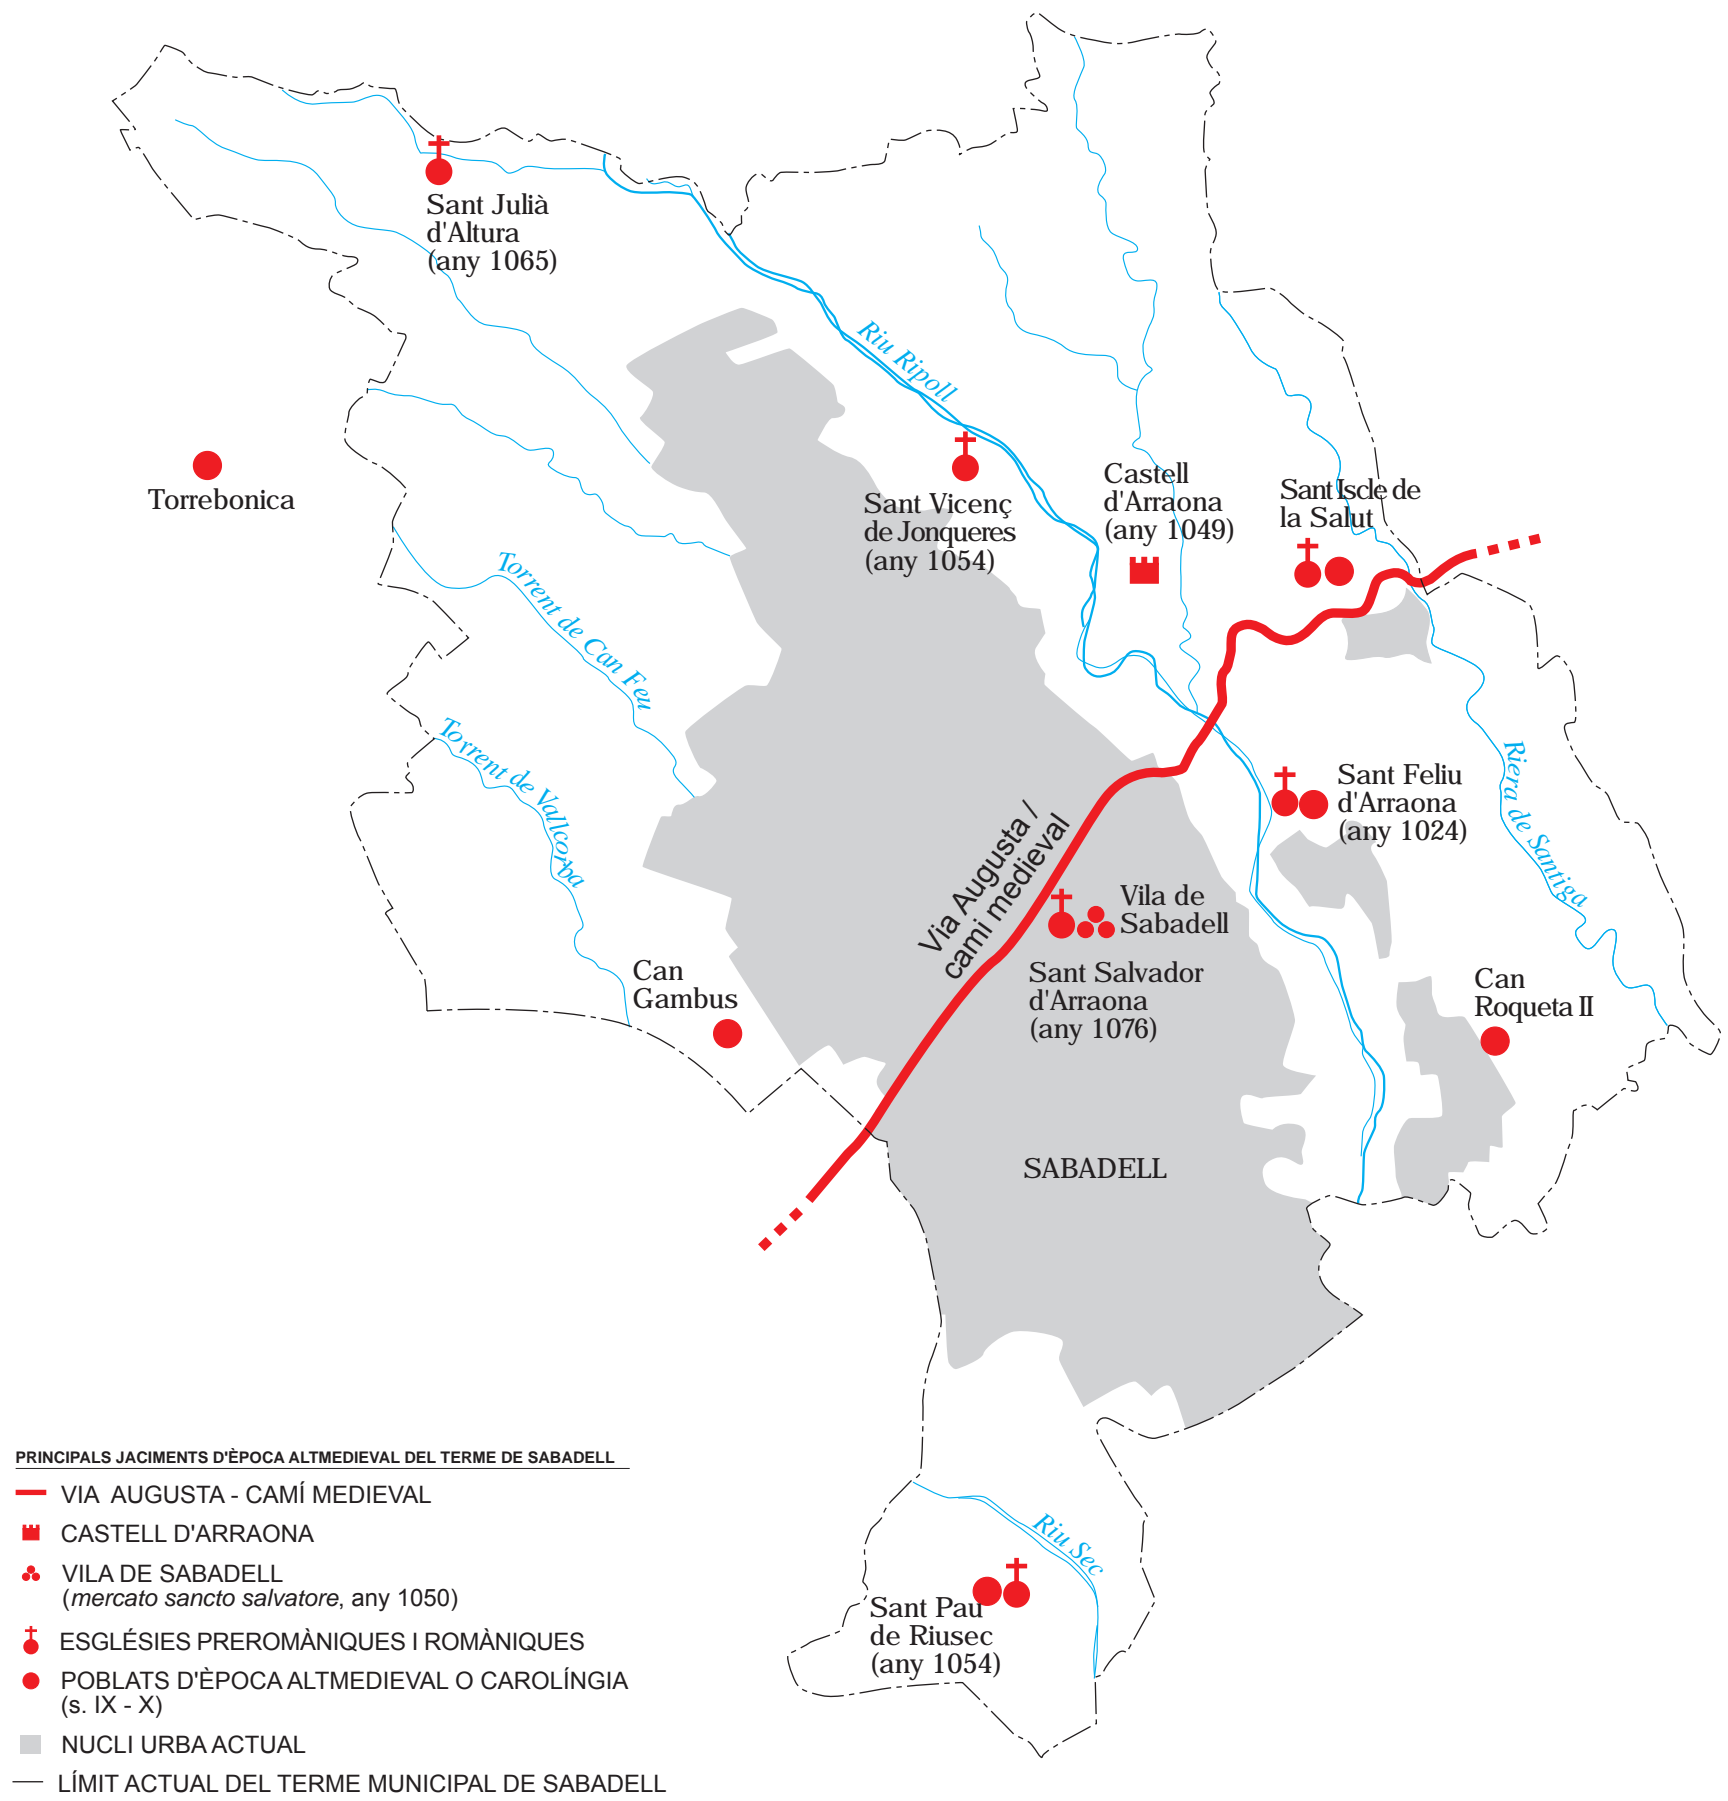 Sant Julià
d'Altura
(any 1065)
Riu Ripoll
Torrebonica
Sant Vicenç
de Jonqueres
(any 1054)
Castell
d'Arraona
(any 1049)
Sant Iscle de
la Salut
Torrent de Can Feu
Torrent de Vallcorba
Sant Feliu
d'Arraona
(any 1024)
Riera de Santiga
Via Augusta /
cami medieval
Vila de
Sabadell
Sant Salvador
d'Arraona
(any 1076)
Can
Gambus
Can
Roqueta II
SABADELL
Riu Sec
Sant Pau
de Riusec
(any 1054)
PRINCIPALS JACIMENTS D'ÈPOCA ALTMEDIEVAL DEL TERME DE SABADELL
VIA AUGUSTA - CAMÍ MEDIEVAL
CASTELL D'ARRAONA
VILA DE SABADELL
(mercato sancto salvatore, any 1050)
ESGLÉSIES PREROMÀNIQUES I ROMÀNIQUES
POBLATS D'ÈPOCA ALTMEDIEVAL O CAROLÍNGIA
(s. IX - X)
NUCLI URBA ACTUAL
LÍMIT ACTUAL DEL TERME MUNICIPAL DE SABADELL